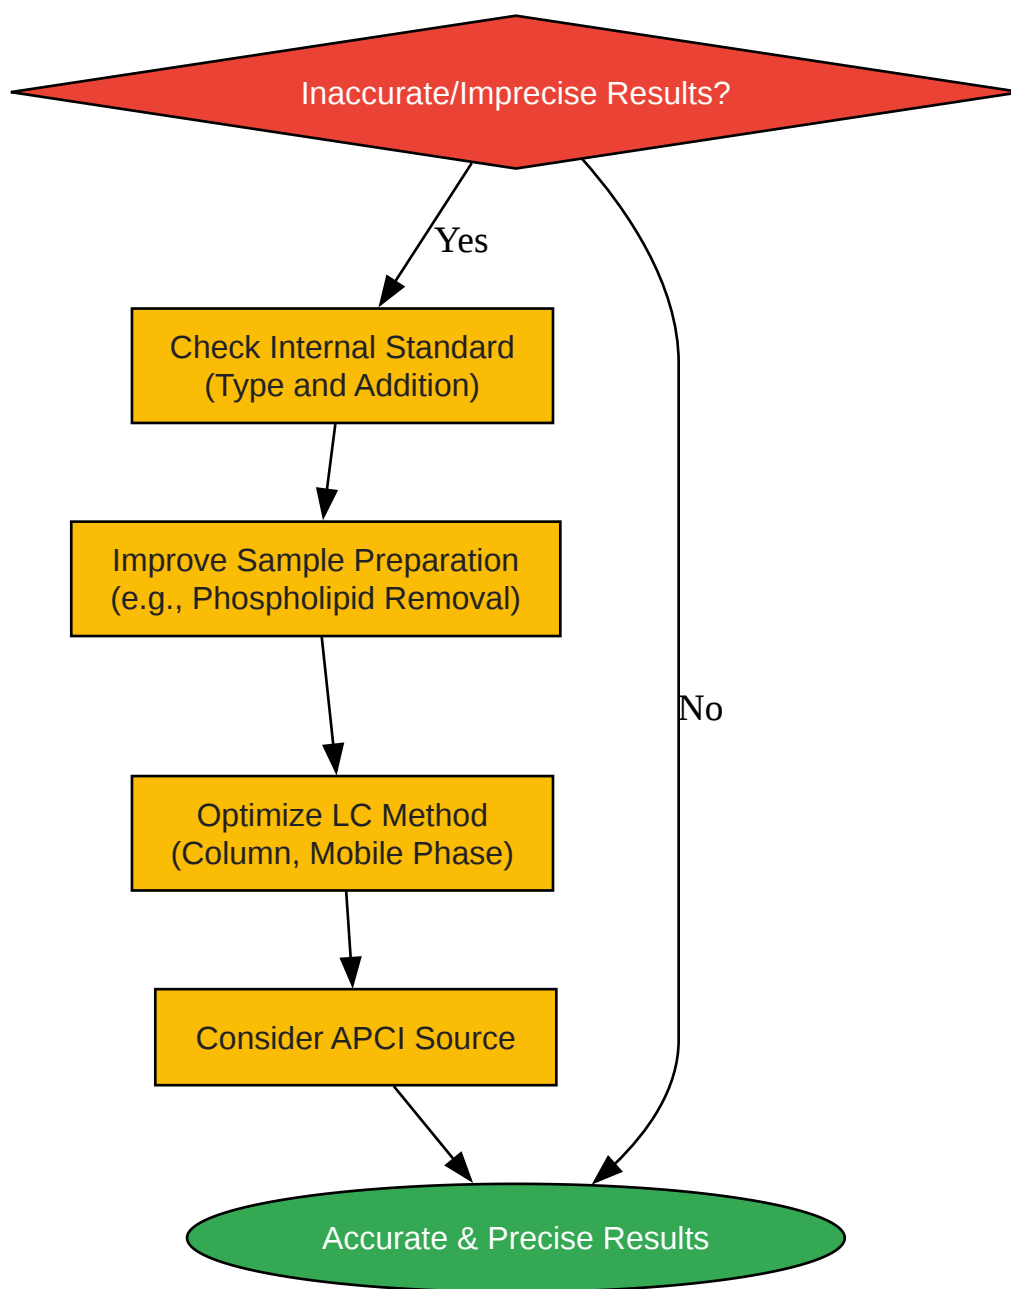 Inaccurate/Imprecise Results?
Yes
Check Internal Standard
(Type and Addition)
Improve Sample Preparation
(e.g., Phospholipid Removal)
No
Optimize LC Method
(Column, Mobile Phase)
Consider APCI Source
Accurate & Precise Results